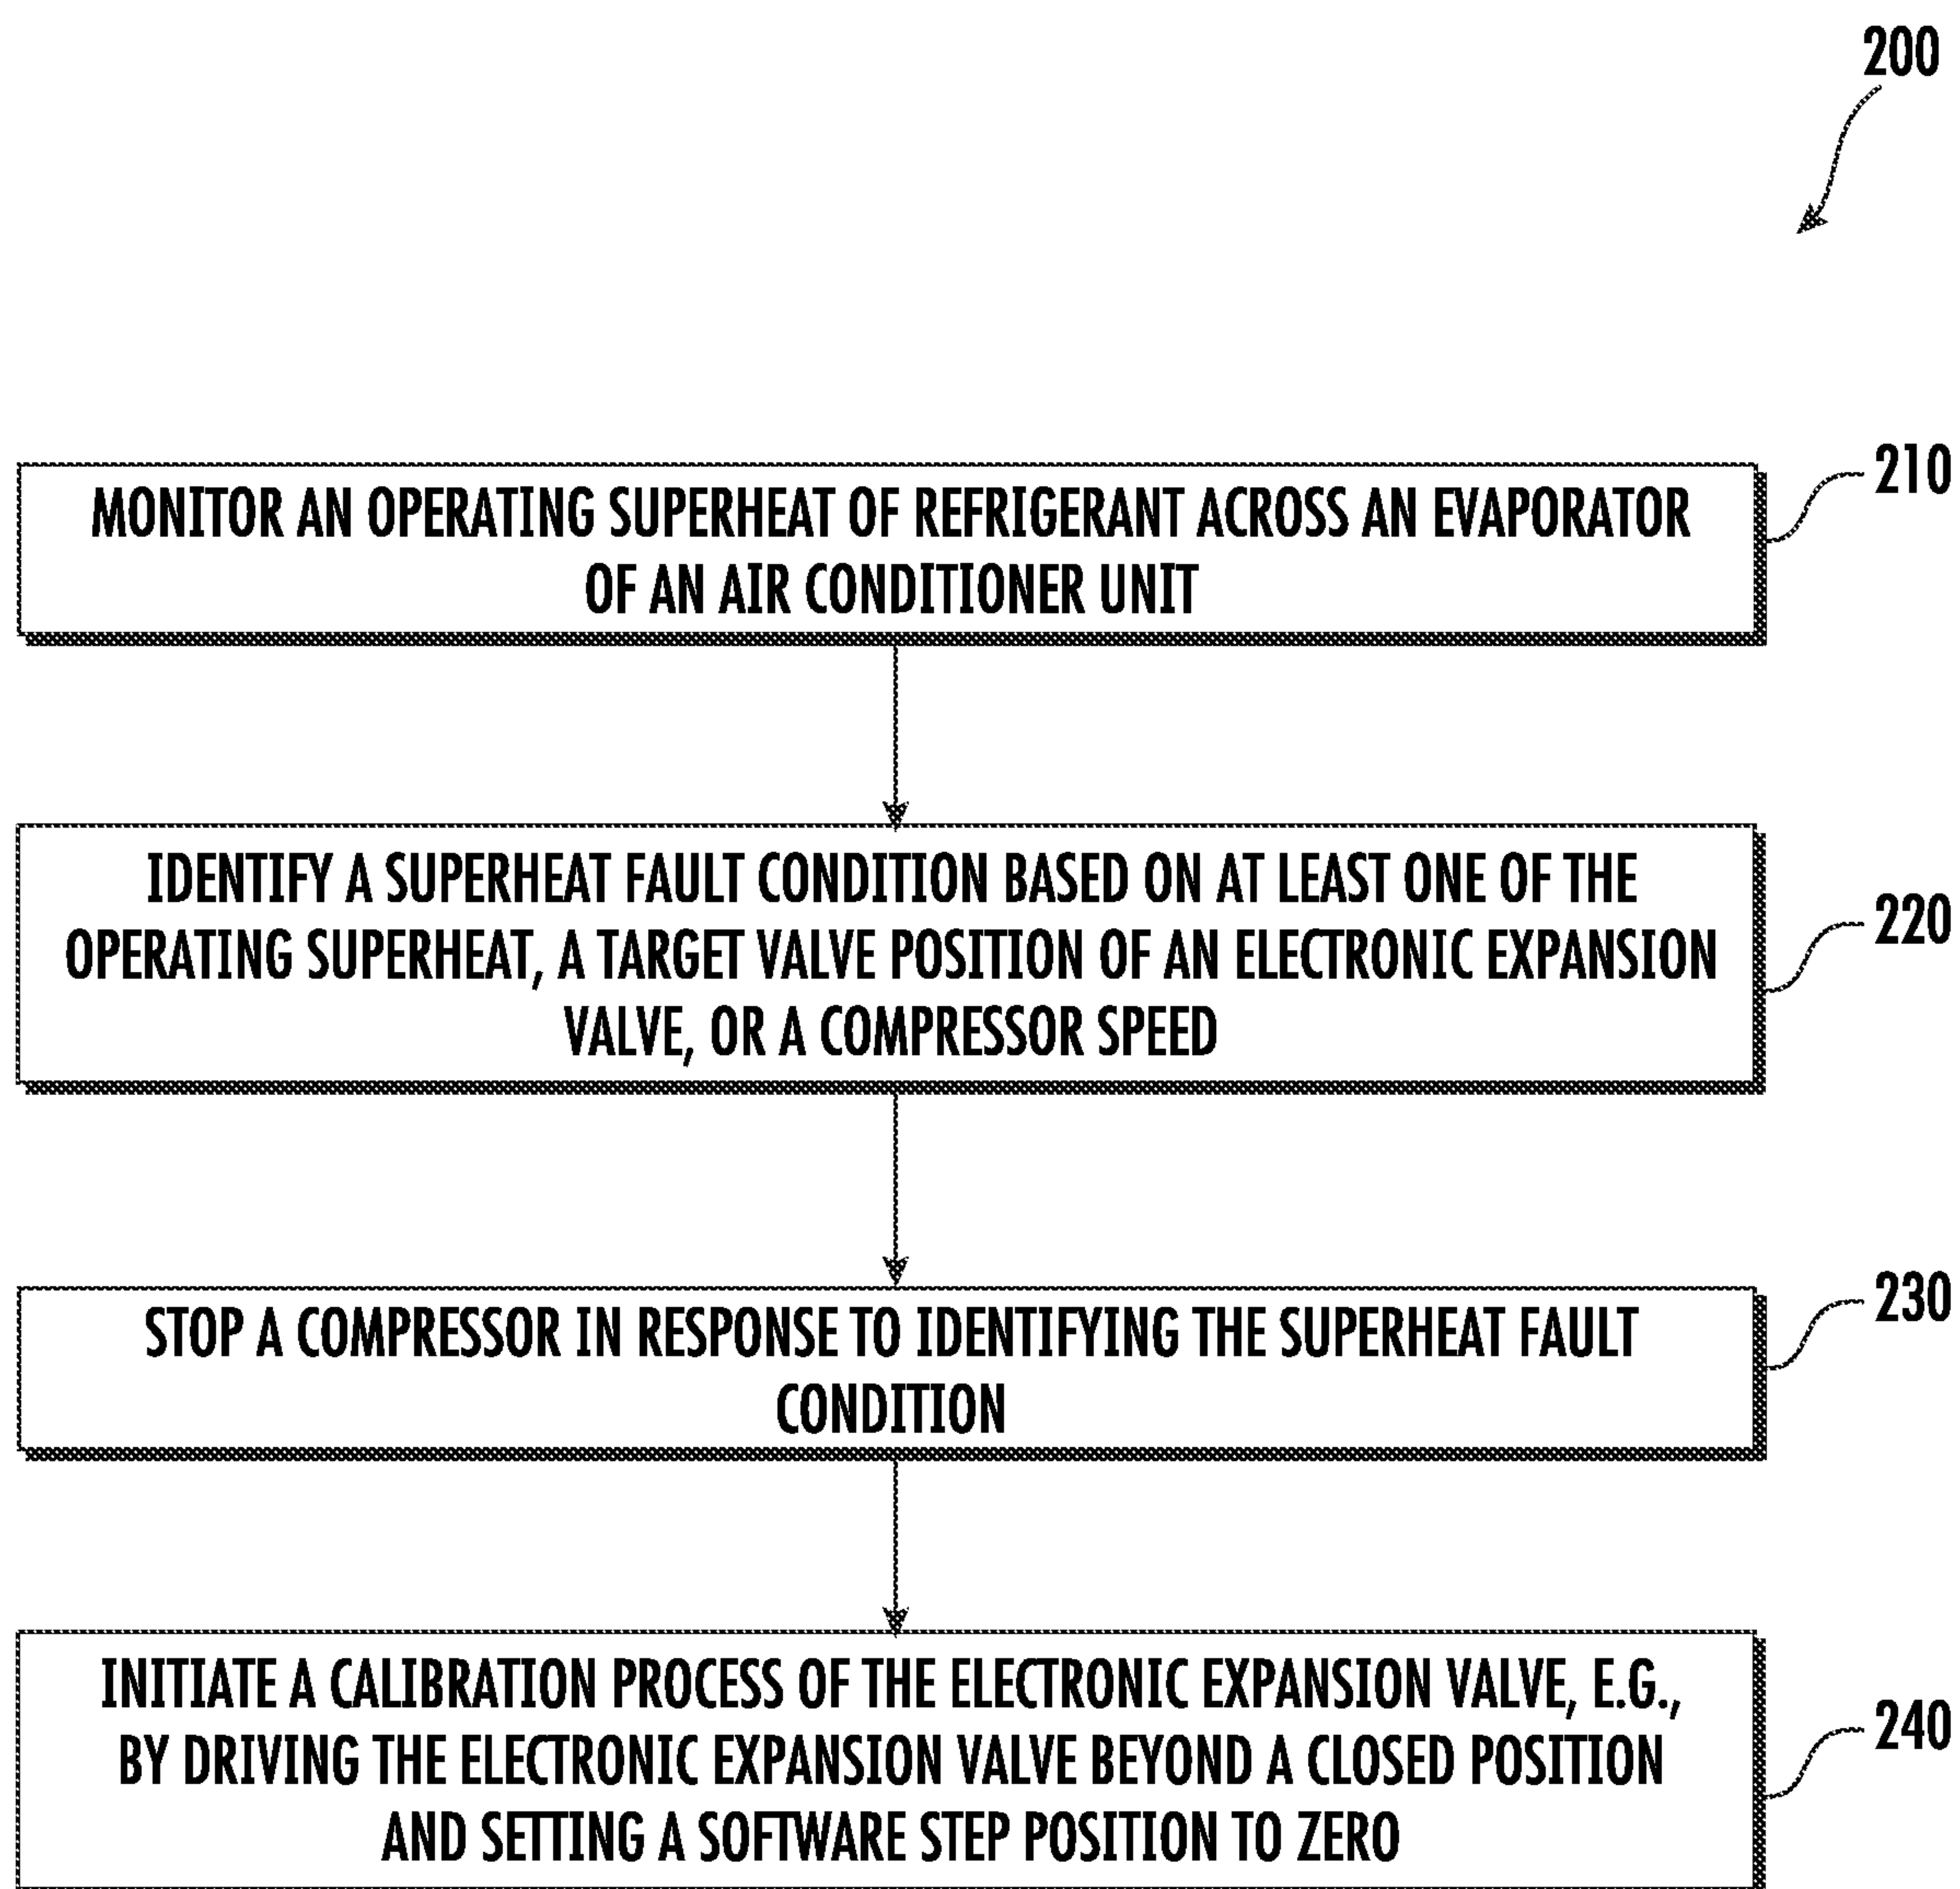 200
MONITOR AN OPERATING SUPERHEAT OF REFRIGERANT ACROSS AN EVAPORATOR
OF AN AIR CONDITIONER UNIT
210
IDENTIFY A SUPERHEAT FAULT CONDITION BASED ON AT LEAST ONE OF THE
OPERATING SUPERHEAT, A TARGET VALVE POSITION OF AN ELECTRONIC EXPANSION
VALVE, OR A COMPRESSOR SPEED
220
STOP A COMPRESSOR IN RESPONSE TO IDENTIFYING THE SUPERHEAT FAULT
CONDITION
230
INITIATE A CALIBRATION PROCESS OF THE ELECTRONIC EXPANSION VALVE, E.G.,
BY DRIVING THE ELECTRONIC EXPANSION VALVE BEYOND A CLOSED POSITION
AND SETTING A SOFTWARE STEP POSITION TO ZERO
240